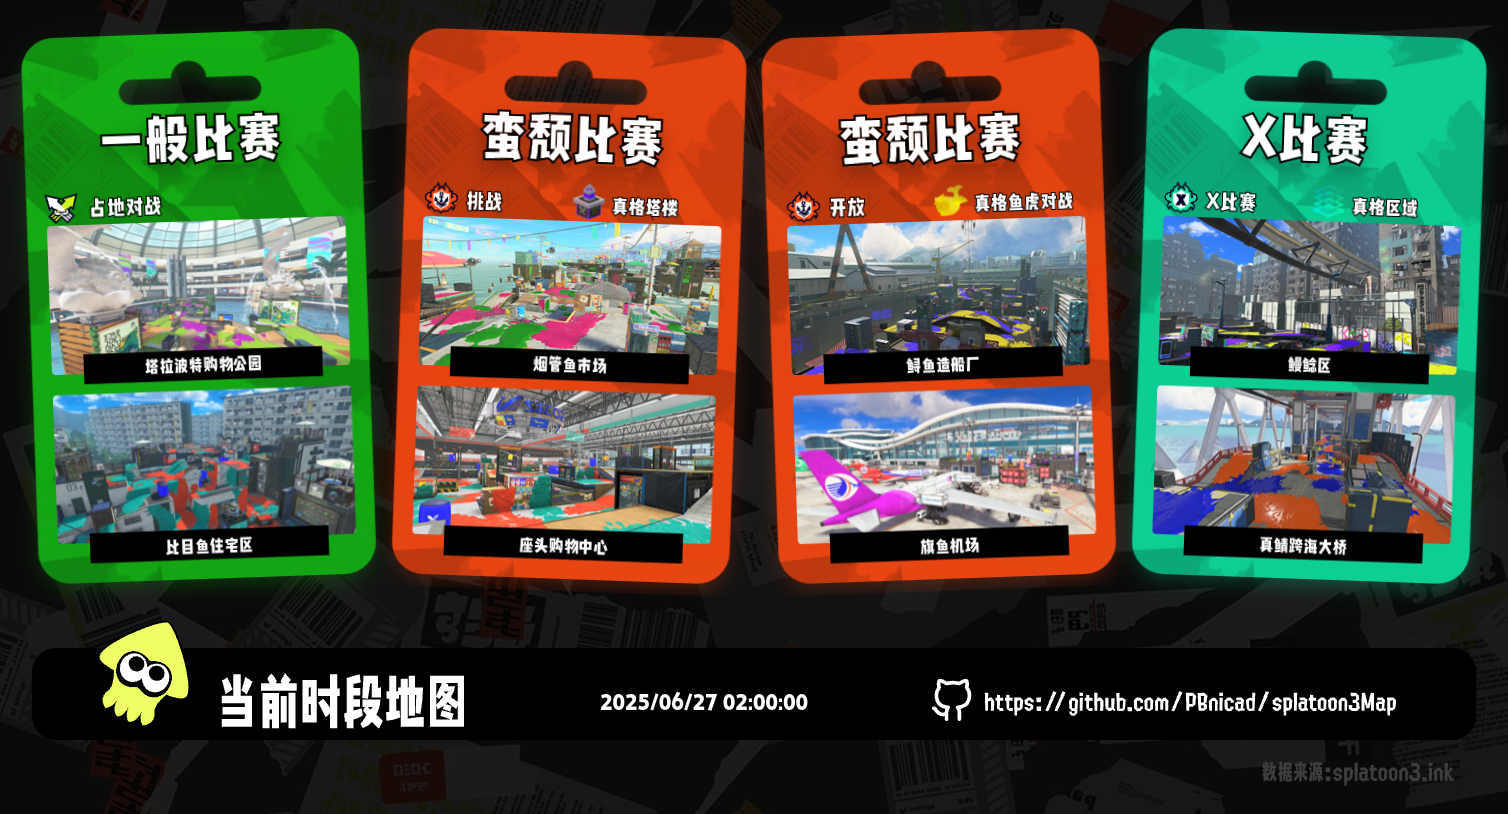 一般比赛
占地对战
塔拉波特购物公园
比目鱼住宅区
蛮颓比赛
挑战
真格塔楼
烟管鱼市场
座头购物中心
蛮颓比赛
开放
真格鱼虎对战
鲟鱼造船厂
旗鱼机场
X比赛
X比赛
真格区域
鳗鲶区
真鲭跨海大桥
当前时段地图
2025/06/27 02:00:00
https://github.com/PBnicad/splatoon3Map
数据来源:splatoon3.ink